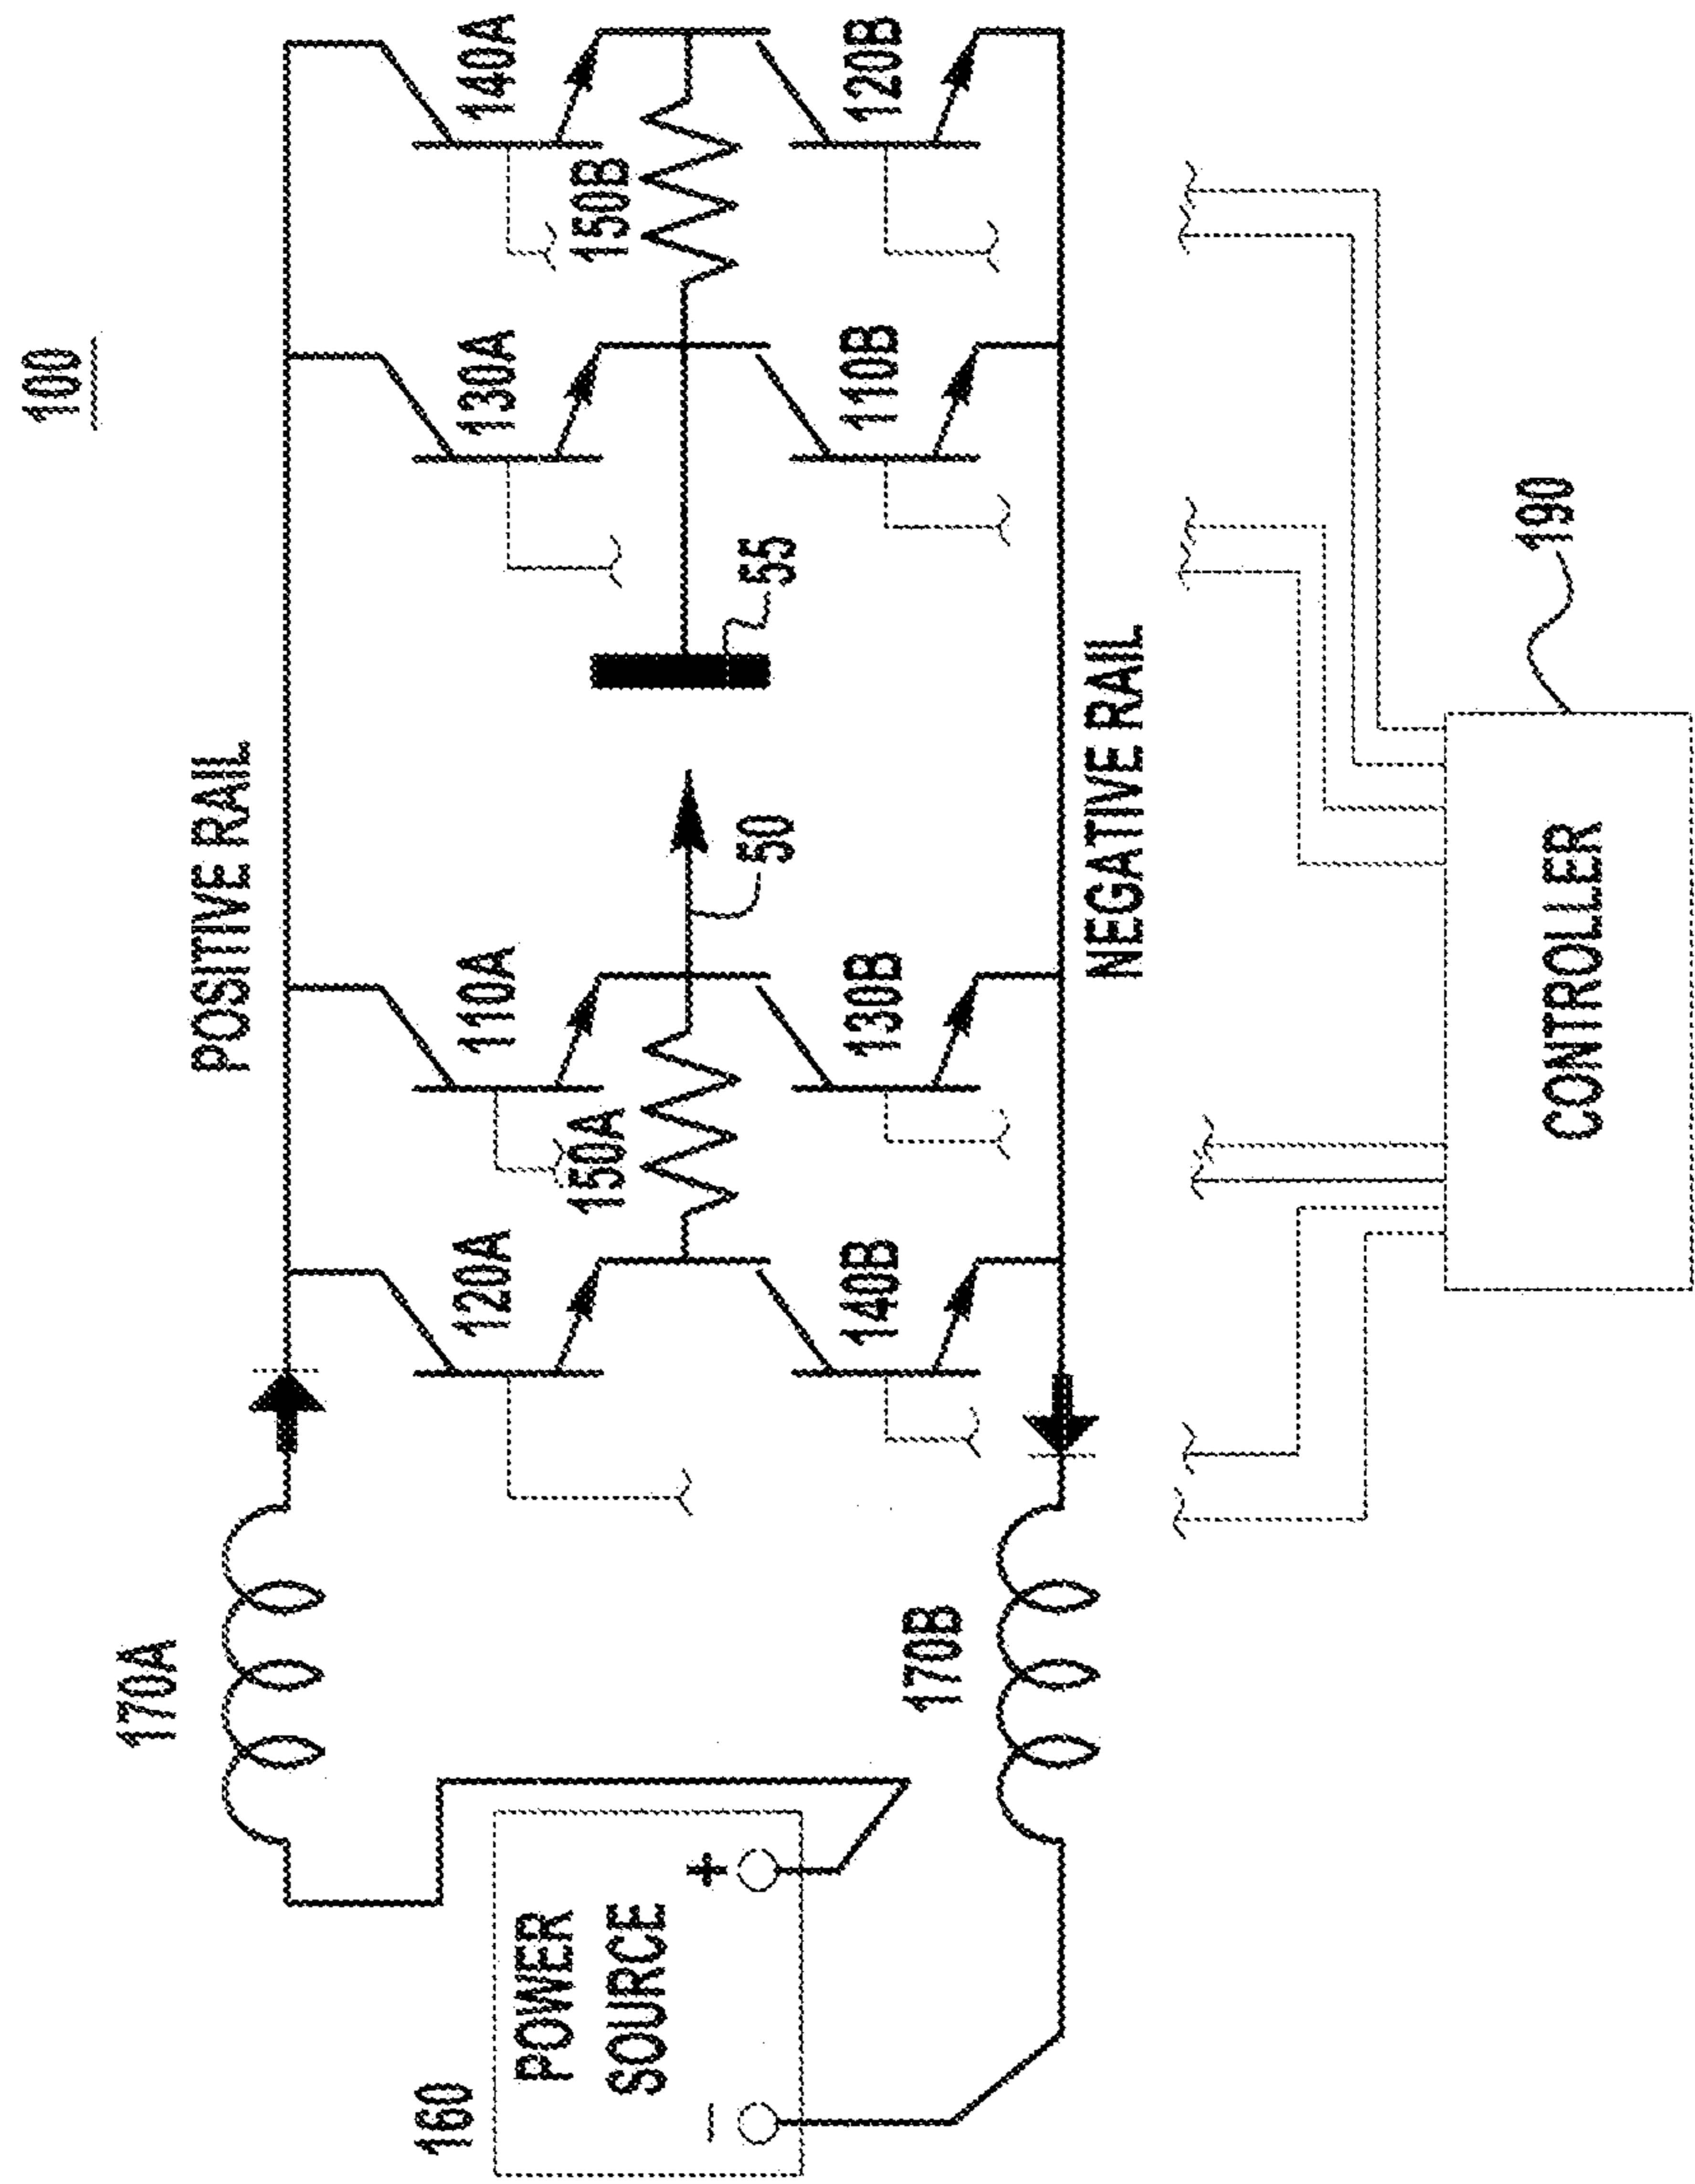 100
140A
150B
120B
130A
110B
55
190
POSITIVE RAIL
NEGATIVE RAIL
50
110A
130B
150A
120A
140B
CONTROLLER
170A
170B
160
POWER
SOURCE
+
−